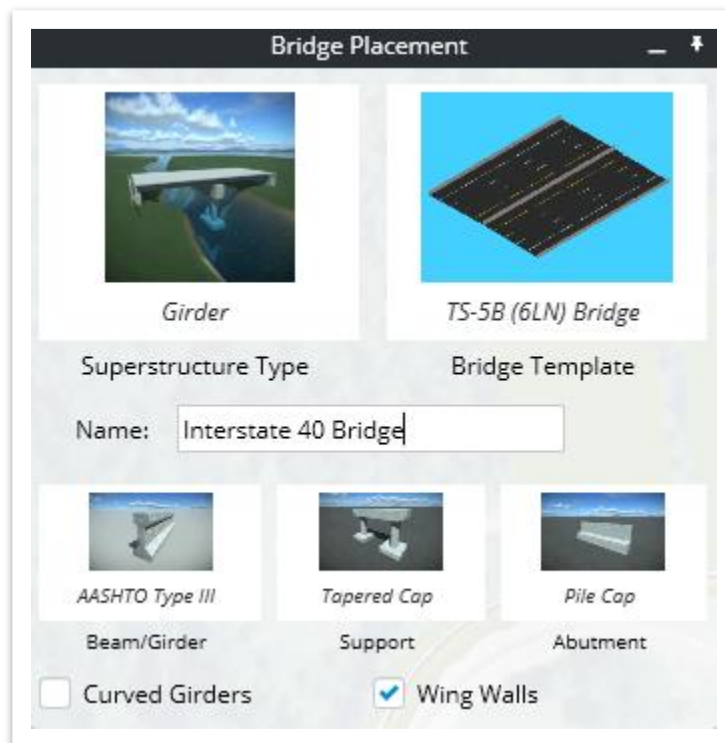 Bridge Placement
Girder
TS-5B (6LN) Bridge
Superstructure Type
Bridge Template
Name:
Interstate 40 Bridge
AASHTO Type III
Tapered Cap
Pile Cap
Beam/Girder
Support
Abutment
Curved Girders
Wing Walls